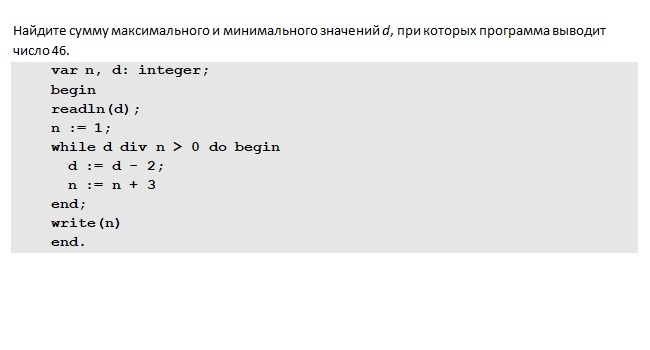 Найдите сумму максимального и минимального значений d, при которых программа выводит
число 46.
var n, d: integer;
begin
readln(d);
n := 1;
while d div n > 0 do begin
d := d - 2;
n := n + 3
end;
write(n)
end.